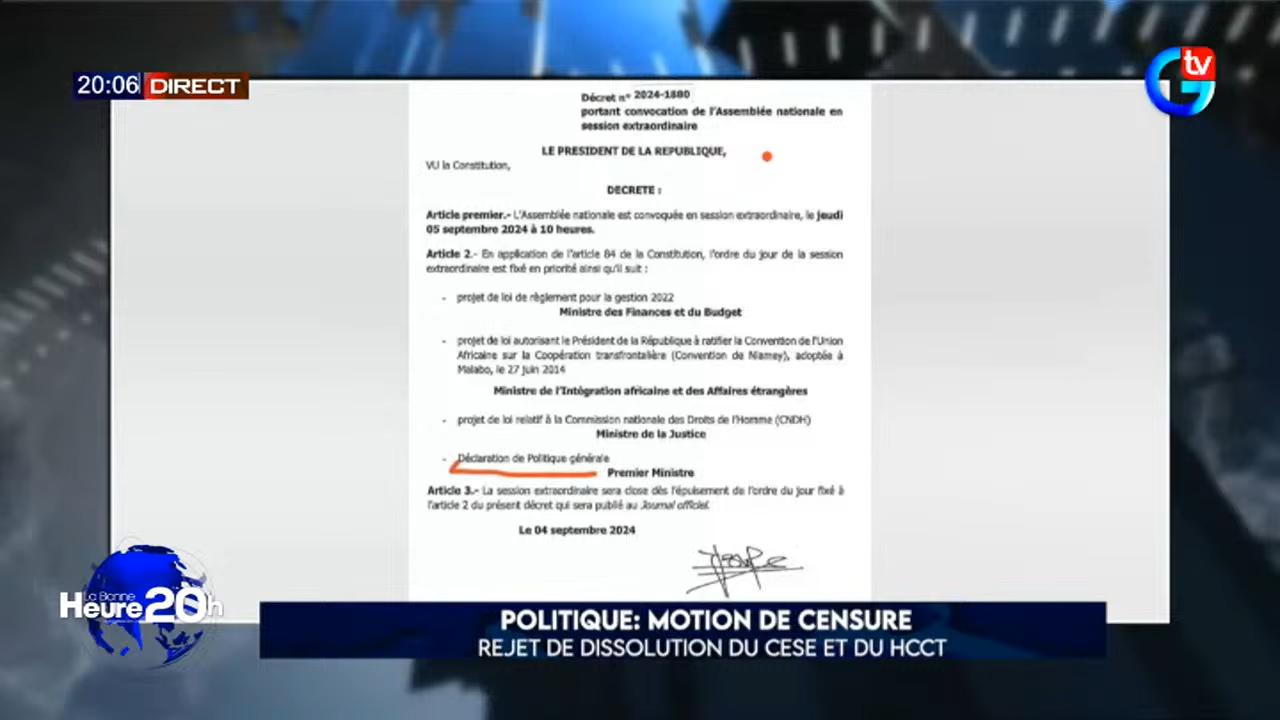 20:06 DIRECT
G tv
Décret n° 2024-1880
portant convocation de l'Assemblée nationale en
session extraordinaire
LE PRESIDENT DE LA REPUBLIQUE,
VU la Constitution,
DECRETE :
Article premier.- L'Assemblée nationale est convoquée en session extraordinaire, le jeudi
05 septembre 2024 à 10 heures.
Article 2.- En application de l'article 84 de la Constitution, l'ordre du jour de la session
extraordinaire est fixé en priorité ainsi qu'il suit :
- projet de loi de règlement pour la gestion 2022
Ministre des Finances et du Budget
- projet de loi autorisant le Président de la République à ratifier la Convention de l'Union
Africaine sur la Coopération transfrontalière (Convention de Niamey), adoptée à
Malabo, le 27 juin 2014
Ministre de l'Intégration africaine et des Affaires étrangères
- projet de loi relatif à la Commission nationale des Droits de l'Homme (CNDH)
Ministre de la Justice
- Déclaration de Politique générale
Premier Ministre
Article 3.- La session extraordinaire sera close dès l'épuisement de l'ordre du jour fixé à
l'article 2 du présent décret qui sera publié au Journal officiel.
Le 04 septembre 2024
La Bonne
Heure 20h
POLITIQUE: MOTION DE CENSURE
REJET DE DISSOLUTION DU CESE ET DU HCCT